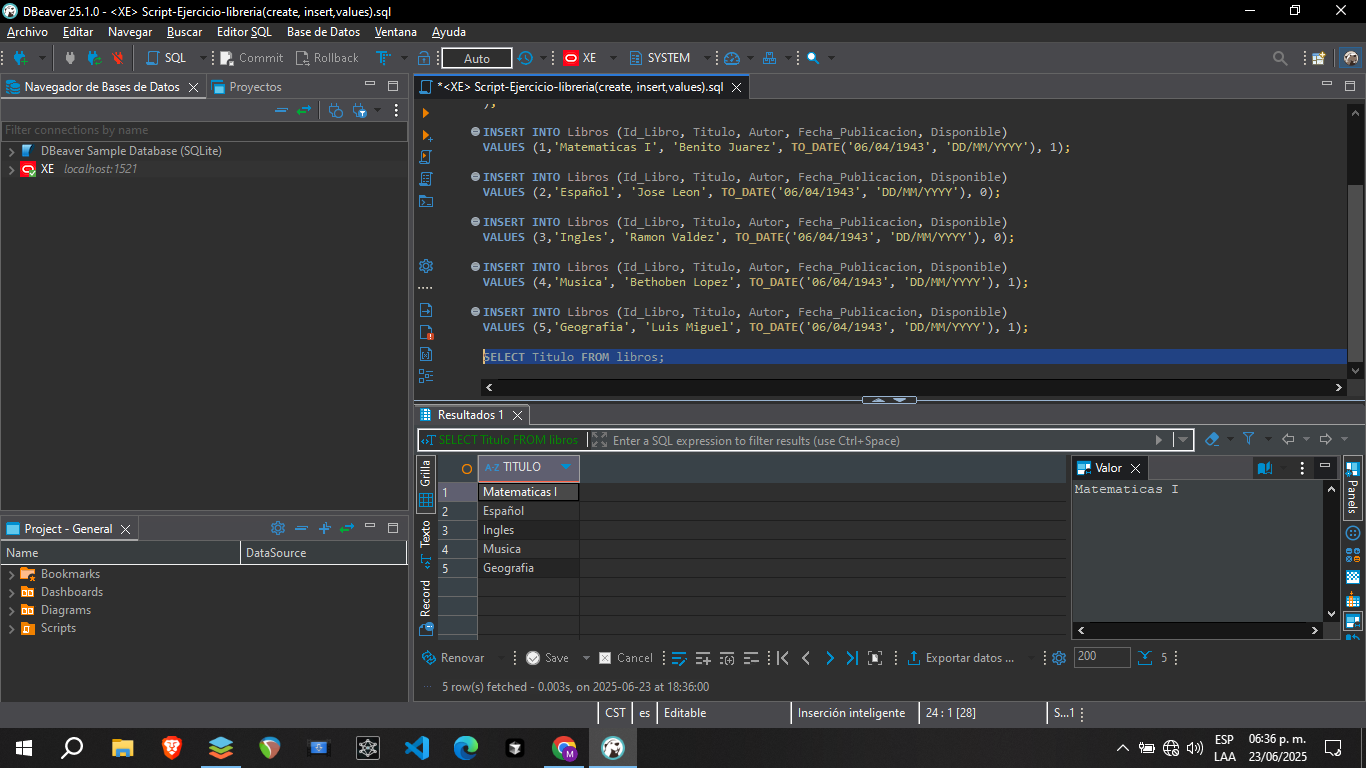 DBeaver 25.1.0 - <XE> Script-Ejercicio-libreria(create, insert,values).sql
Archivo Editar Navegar Buscar Editor SQL Base de Datos Ventana Ayuda
SQL Commit Rollback Auto XE SYSTEM
Navegador de Bases de Datos Proyectos
Filter connections by name
DBeaver Sample Database (SQLite)
XE localhost:1521
*<XE> Script-Ejercicio-libreria(create, insert,values).sql
);
INSERT INTO Libros (Id_Libro, Titulo, Autor, Fecha_Publicacion, Disponible)
VALUES (1,'Matematicas I', 'Benito Juarez', TO_DATE('06/04/1943', 'DD/MM/YYYY'), 1);
INSERT INTO Libros (Id_Libro, Titulo, Autor, Fecha_Publicacion, Disponible)
VALUES (2,'Español', 'Jose Leon', TO_DATE('06/04/1943', 'DD/MM/YYYY'), 0);
INSERT INTO Libros (Id_Libro, Titulo, Autor, Fecha_Publicacion, Disponible)
VALUES (3,'Ingles', 'Ramon Valdez', TO_DATE('06/04/1943', 'DD/MM/YYYY'), 0);
INSERT INTO Libros (Id_Libro, Titulo, Autor, Fecha_Publicacion, Disponible)
VALUES (4,'Musica', 'Bethoben Lopez', TO_DATE('06/04/1943', 'DD/MM/YYYY'), 1);
INSERT INTO Libros (Id_Libro, Titulo, Autor, Fecha_Publicacion, Disponible)
VALUES (5,'Geografia', 'Luis Miguel', TO_DATE('06/04/1943', 'DD/MM/YYYY'), 1);
SELECT Titulo FROM libros;
Resultados 1
SELECT Titulo FROM libros Enter a SQL expression to filter results (use Ctrl+Space)
Grilla
Texto
Record
A-Z TITULO
1 Matematicas I
2 Español
3 Ingles
4 Musica
5 Geografia
Valor
Matematicas I
Panels
Renovar Save Cancel Exportar datos ... 200 5
5 row(s) fetched - 0.003s, on 2025-06-23 at 18:36:00
Project - General
Name DataSource
Bookmarks
Dashboards
Diagrams
Scripts
CST es Editable Inserción inteligente 24 : 1 [28] S...1
M
ESP
LAA
06:36 p. m.
23/06/2025